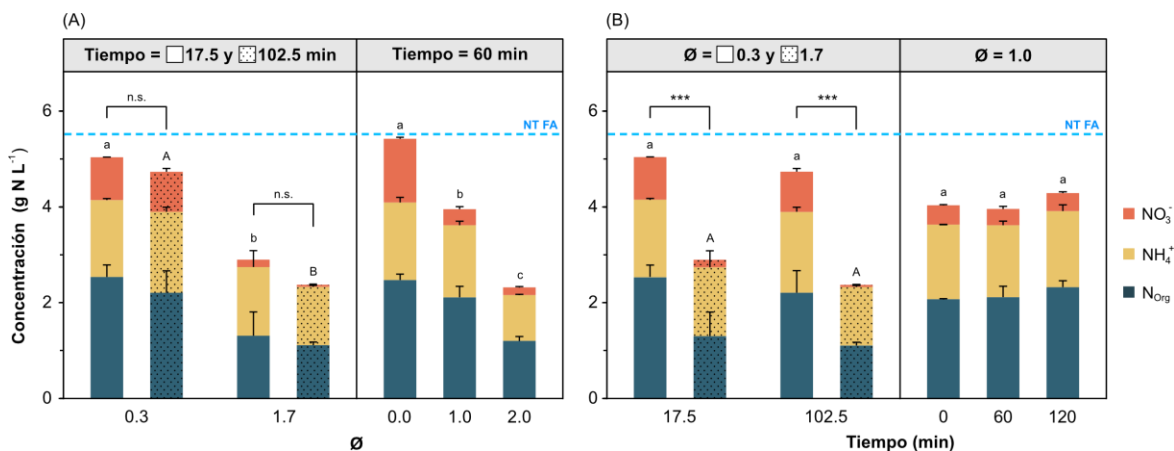 (A)
Tiempo = 17.5 y 102.5 min
Tiempo = 60 min
(B)
Ø = 0.3 y 1.7
Ø = 1.0
Concentración (g N L⁻¹)
6
4
2
0
n.s.
a
A
n.s.
b
B
NT FA
a
b
c
0.3
1.7
0.0
1.0
2.0
Ø
6
4
2
0
***
a
A
***
a
A
NT FA
a
a
a
17.5
102.5
0
60
120
Tiempo (min)
NO₃⁻
NH₄⁺
N_Org